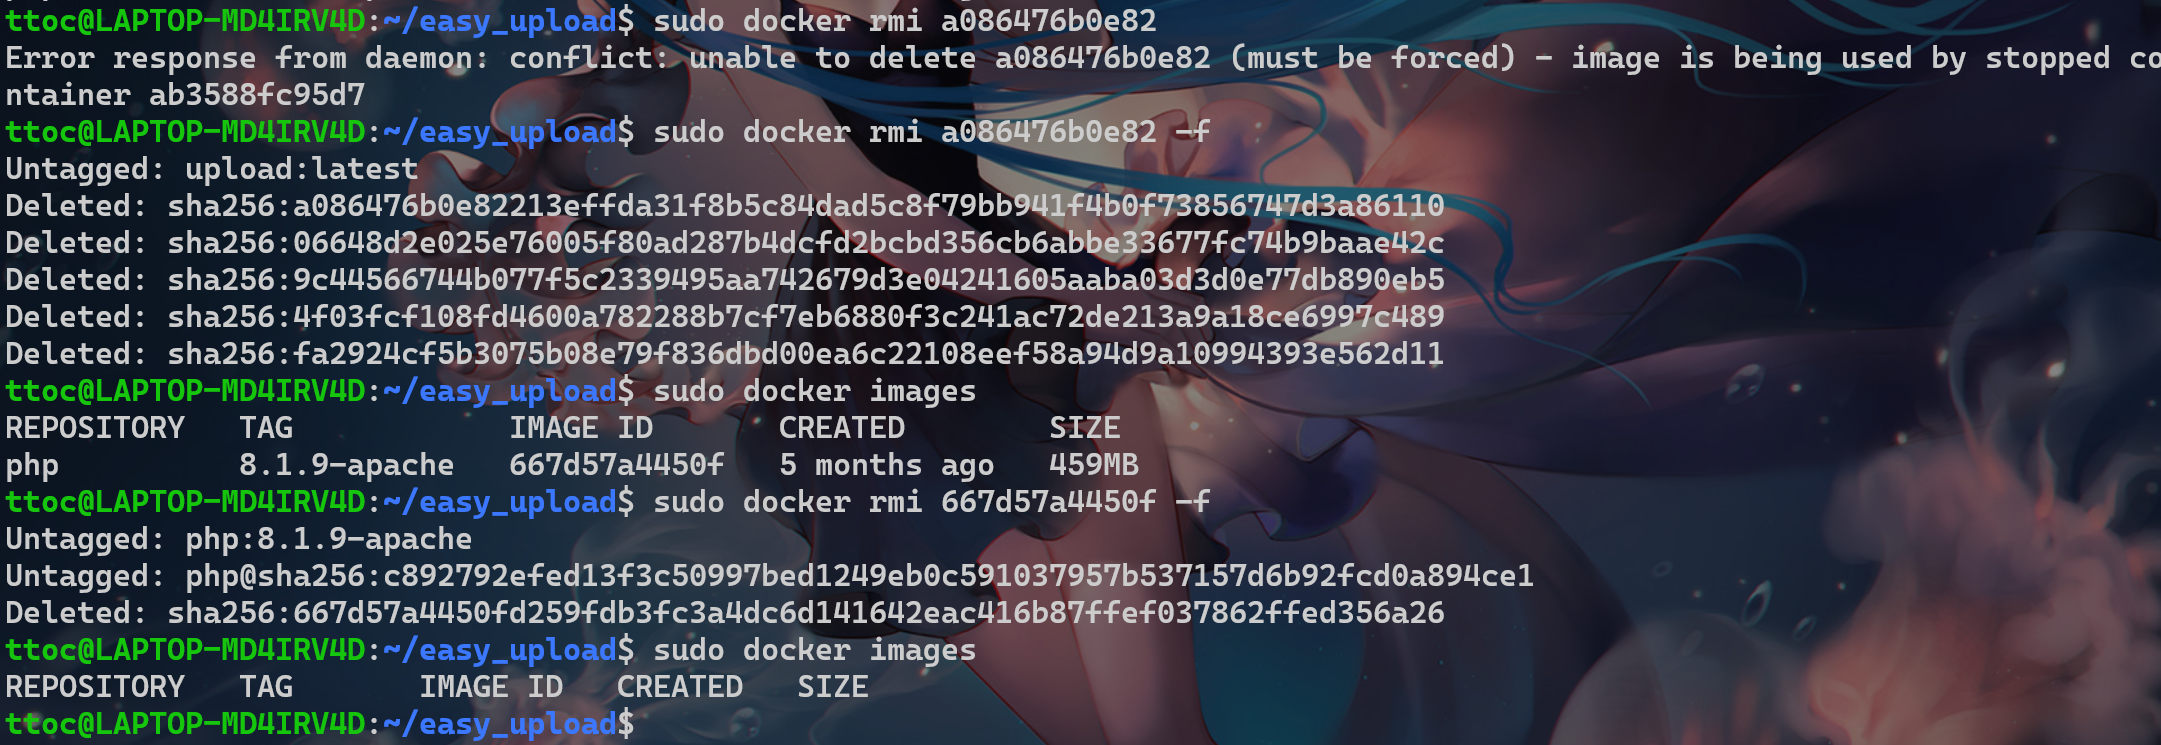 ttoc@LAPTOP-MD4IRV4D:~/easy_upload$ sudo docker rmi a086476b0e82
Error response from daemon: conflict: unable to delete a086476b0e82 (must be forced) - image is being used by stopped co
ntainer ab3588fc95d7
ttoc@LAPTOP-MD4IRV4D:~/easy_upload$ sudo docker rmi a086476b0e82 -f
Untagged: upload:latest
Deleted: sha256:a086476b0e82213effda31f8b5c84dad5c8f79bb941f4b0f73856747d3a86110
Deleted: sha256:06648d2e025e76005f80ad287b4dcfd2bcbd356cb6abbe33677fc74b9baae42c
Deleted: sha256:9c44566744b077f5c2339495aa742679d3e04241605aaba03d3d0e77db890eb5
Deleted: sha256:4f03fcf108fd4600a782288b7cf7eb6880f3c241ac72de213a9a18ce6997c489
Deleted: sha256:fa2924cf5b3075b08e79f836dbd00ea6c22108eef58a94d9a10994393e562d11
ttoc@LAPTOP-MD4IRV4D:~/easy_upload$ sudo docker images
REPOSITORY   TAG            IMAGE ID       CREATED        SIZE
php          8.1.9-apache   667d57a4450f   5 months ago   459MB
ttoc@LAPTOP-MD4IRV4D:~/easy_upload$ sudo docker rmi 667d57a4450f -f
Untagged: php:8.1.9-apache
Untagged: php@sha256:c892792efed13f3c50997bed1249eb0c591037957b537157d6b92fcd0a894ce1
Deleted: sha256:667d57a4450fd259fdb3fc3a4dc6d141642eac416b87ffef037862ffed356a26
ttoc@LAPTOP-MD4IRV4D:~/easy_upload$ sudo docker images
REPOSITORY   TAG       IMAGE ID   CREATED   SIZE
ttoc@LAPTOP-MD4IRV4D:~/easy_upload$